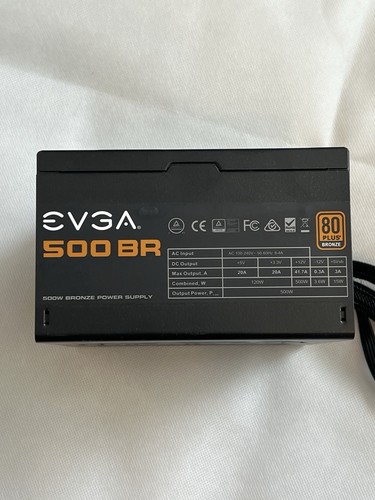 EVGA
500 BR
500W BRONZE POWER SUPPLY
80
PLUS
BRONZE
AC Input
DC Output +5V +3.3V +12V -12V +5Vsb
Max Output, A 20A 20A 41.7A 0.3A 3A
Combined, W 120W 500W 3.6W 15W
Output Power, P 500W